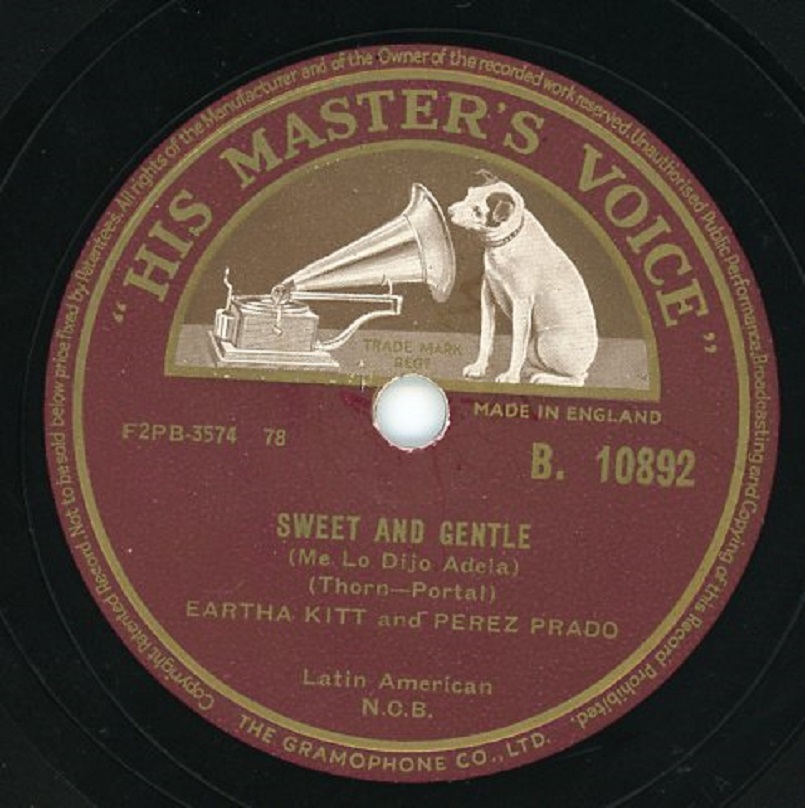 Copyright Patented Record. Not to be sold below price fixed by Patentees. All rights of the Manufacturer and of the Owner of the recorded work reserved. Unauthorised Public Performance, Broadcasting and Copying of this Record Prohibited.
"HIS MASTER'S VOICE"
TRADE MARK
REGD
MADE IN ENGLAND
F2PB-3574 78
B. 10892
SWEET AND GENTLE
(Me Lo Dijo Adela)
(Thorn—Portal)
EARTHA KITT and PEREZ PRADO
Latin American
N.C.B.
THE GRAMOPHONE CO., LTD.